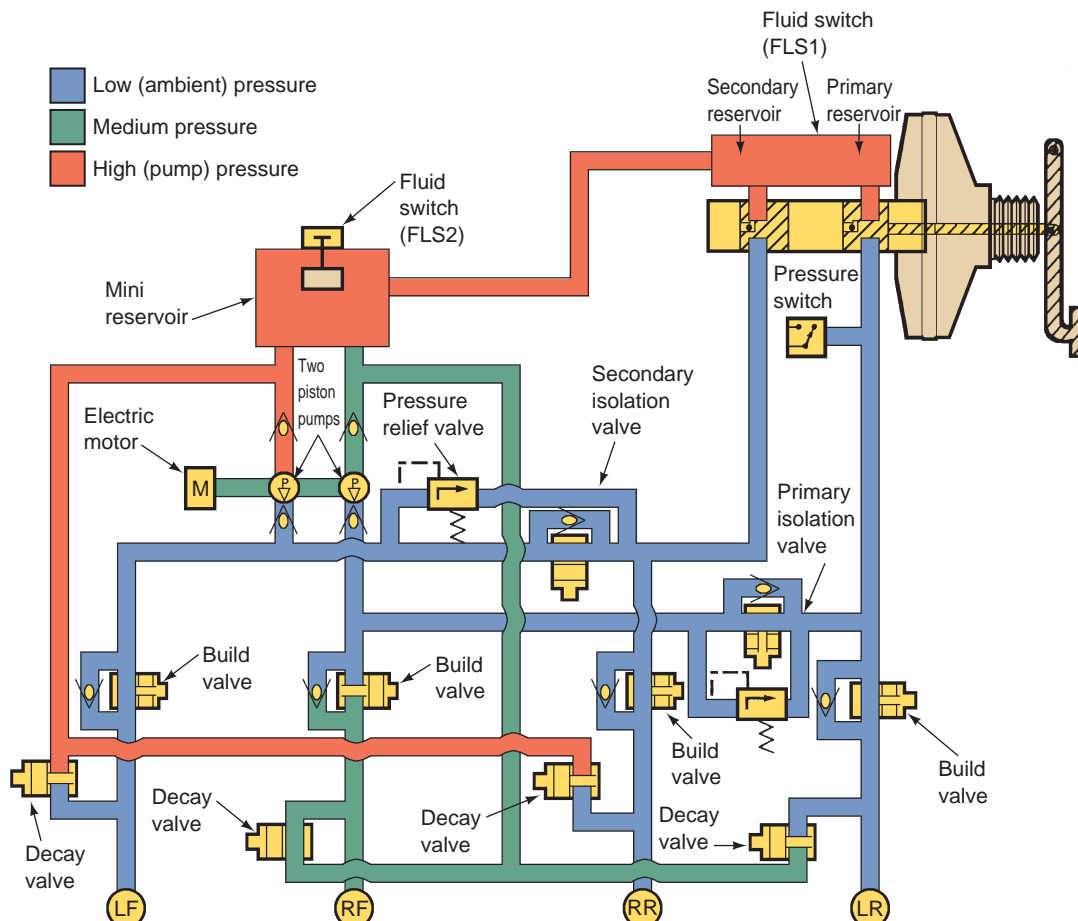 Fluid switch
(FLS1)
Low (ambient) pressure
Medium pressure
High (pump) pressure
Secondary
reservoir
Primary
reservoir
Fluid
switch
(FLS2)
Mini
reservoir
Pressure
switch
Two
piston
pumps
Electric
motor
Pressure
relief valve
Secondary
isolation
valve
M
P
P
Primary
isolation
valve
Build
valve
Build
valve
Build
valve
Build
valve
Decay
valve
Decay
valve
Decay
valve
Decay
valve
LF
RF
RR
LR